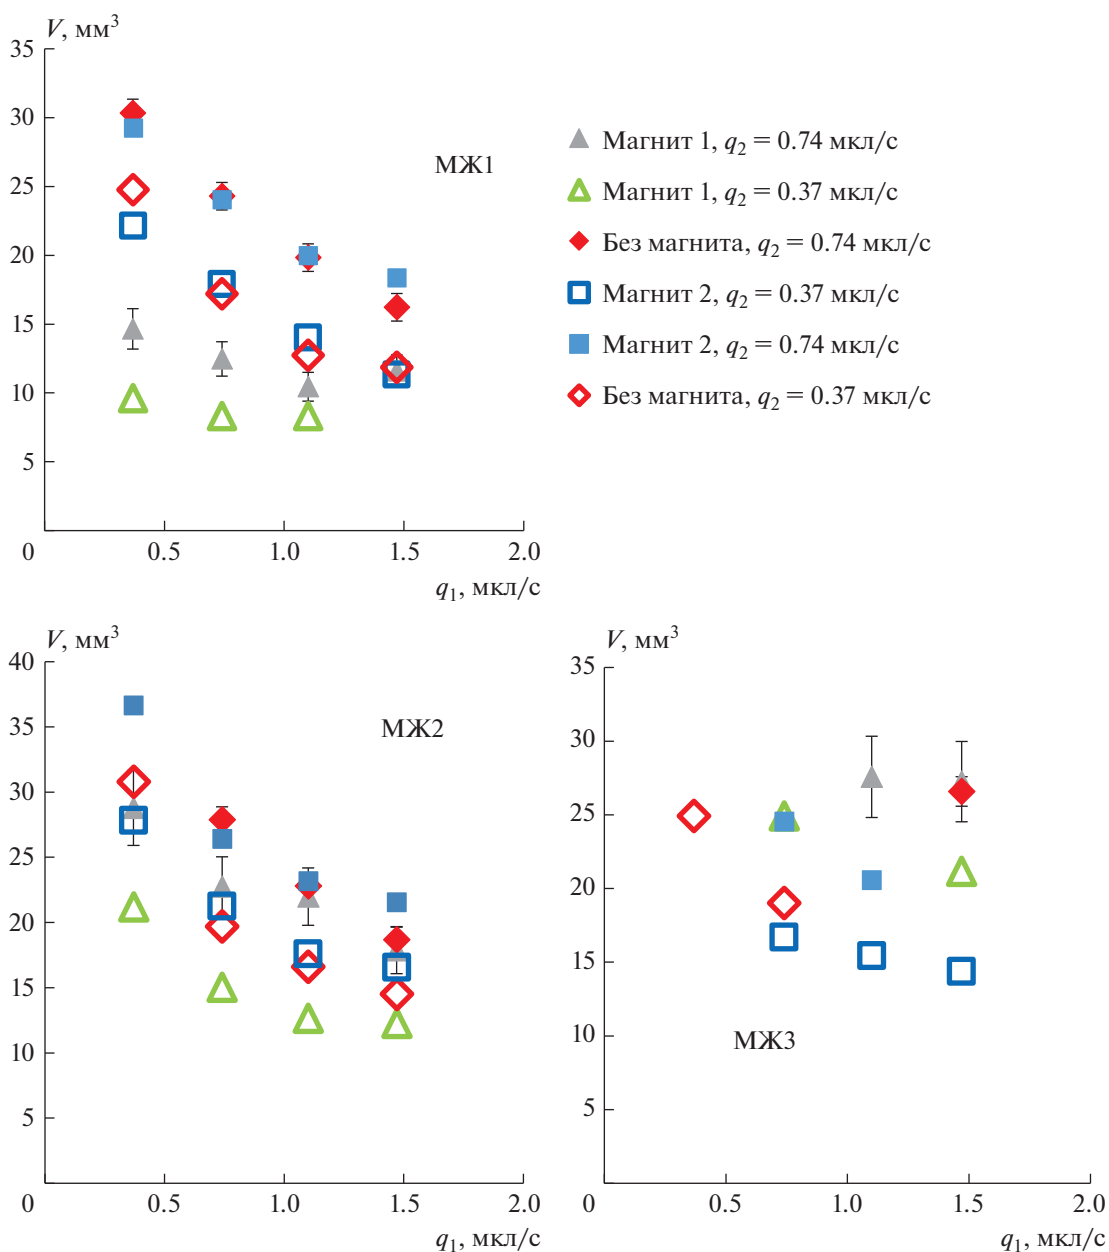 V, мм³
35
30
25
20
15
10
5
0
0.5
1.0
1.5
2.0
q₁, мкл/с
МЖ1
Магнит 1, q₂ = 0.74 мкл/с
Магнит 1, q₂ = 0.37 мкл/с
Без магнита, q₂ = 0.74 мкл/с
Магнит 2, q₂ = 0.37 мкл/с
Магнит 2, q₂ = 0.74 мкл/с
Без магнита, q₂ = 0.37 мкл/с
V, мм³
40
35
30
25
20
15
10
5
0
0.5
1.0
1.5
2.0
q₁, мкл/с
МЖ2
V, мм³
35
30
25
20
15
10
5
0
0.5
1.0
1.5
2.0
q₁, мкл/с
МЖ3